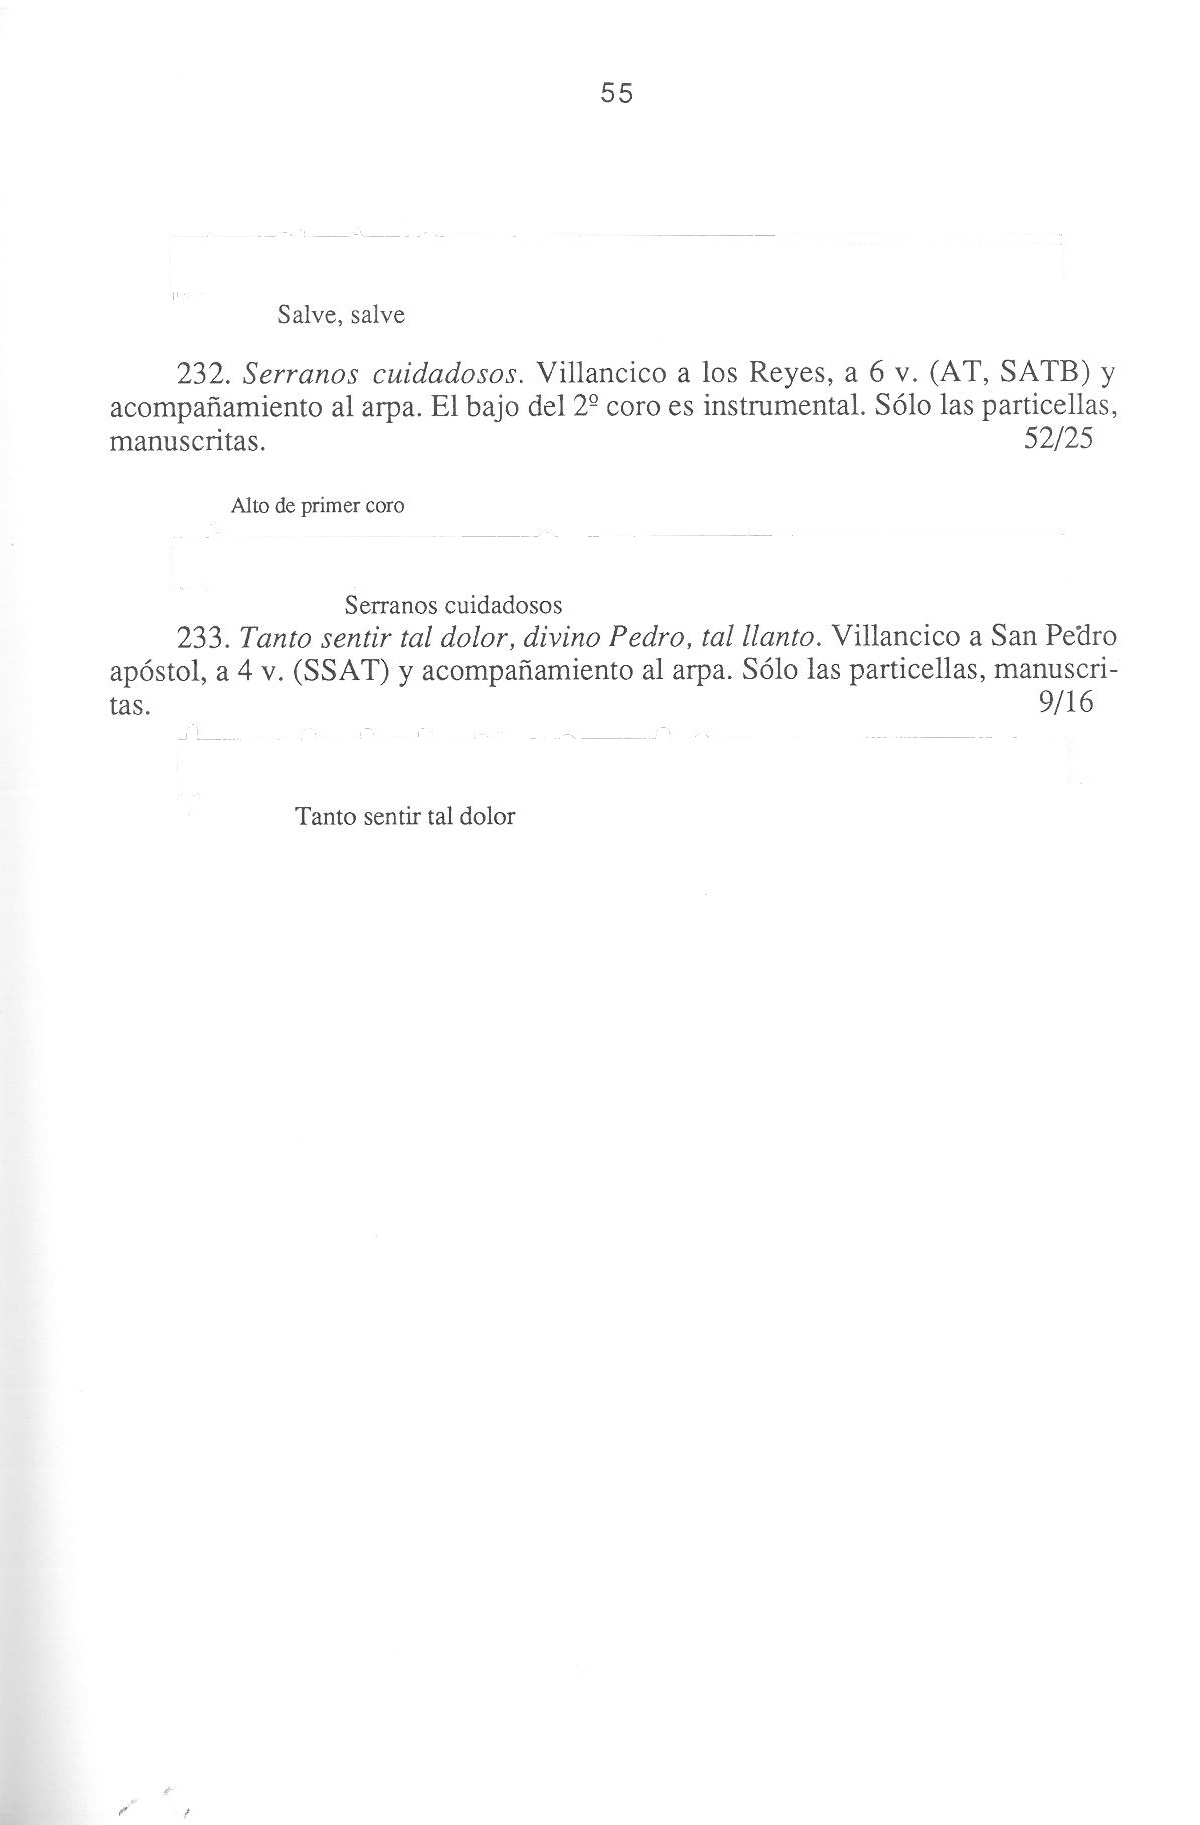 55
Salve, salve
232. Serranos cuidadosos. Villancico a los Reyes, a 6 v. (AT, SATB) y
acompañamiento al arpa. El bajo del 2º coro es instrumental. Sólo las particellas,
manuscritas. 52/25
Alto de primer coro
Serranos cuidadosos
233. Tanto sentir tal dolor, divino Pedro, tal llanto. Villancico a San Pedro
apóstol, a 4 v. (SSAT) y acompañamiento al arpa. Sólo las particellas, manuscri-
tas. 9/16
Tanto sentir tal dolor